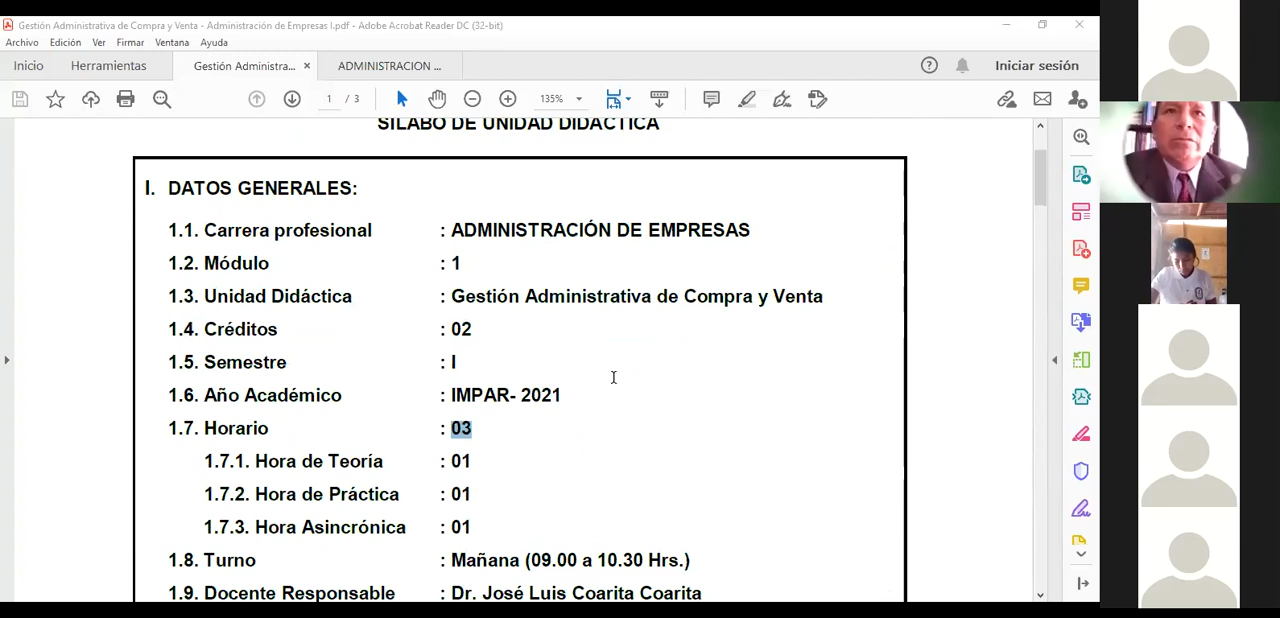 Gestión Administrativa de Compra y Venta - Administración de Empresas I.pdf - Adobe Acrobat Reader DC (32-bit)
Archivo Edición Ver Firmar Ventana Ayuda
Inicio Herramientas Gestión Administra... × ADMINISTRACION ... Iniciar sesión
1 / 3 135%
SÍLABO DE UNIDAD DIDÁCTICA
I. DATOS GENERALES:
1.1. Carrera profesional : ADMINISTRACIÓN DE EMPRESAS
1.2. Módulo : 1
1.3. Unidad Didáctica : Gestión Administrativa de Compra y Venta
1.4. Créditos : 02
1.5. Semestre : I
1.6. Año Académico : IMPAR- 2021
1.7. Horario : 03
1.7.1. Hora de Teoría : 01
1.7.2. Hora de Práctica : 01
1.7.3. Hora Asincrónica : 01
1.8. Turno : Mañana (09.00 a 10.30 Hrs.)
1.9. Docente Responsable : Dr. José Luis Coarita Coarita